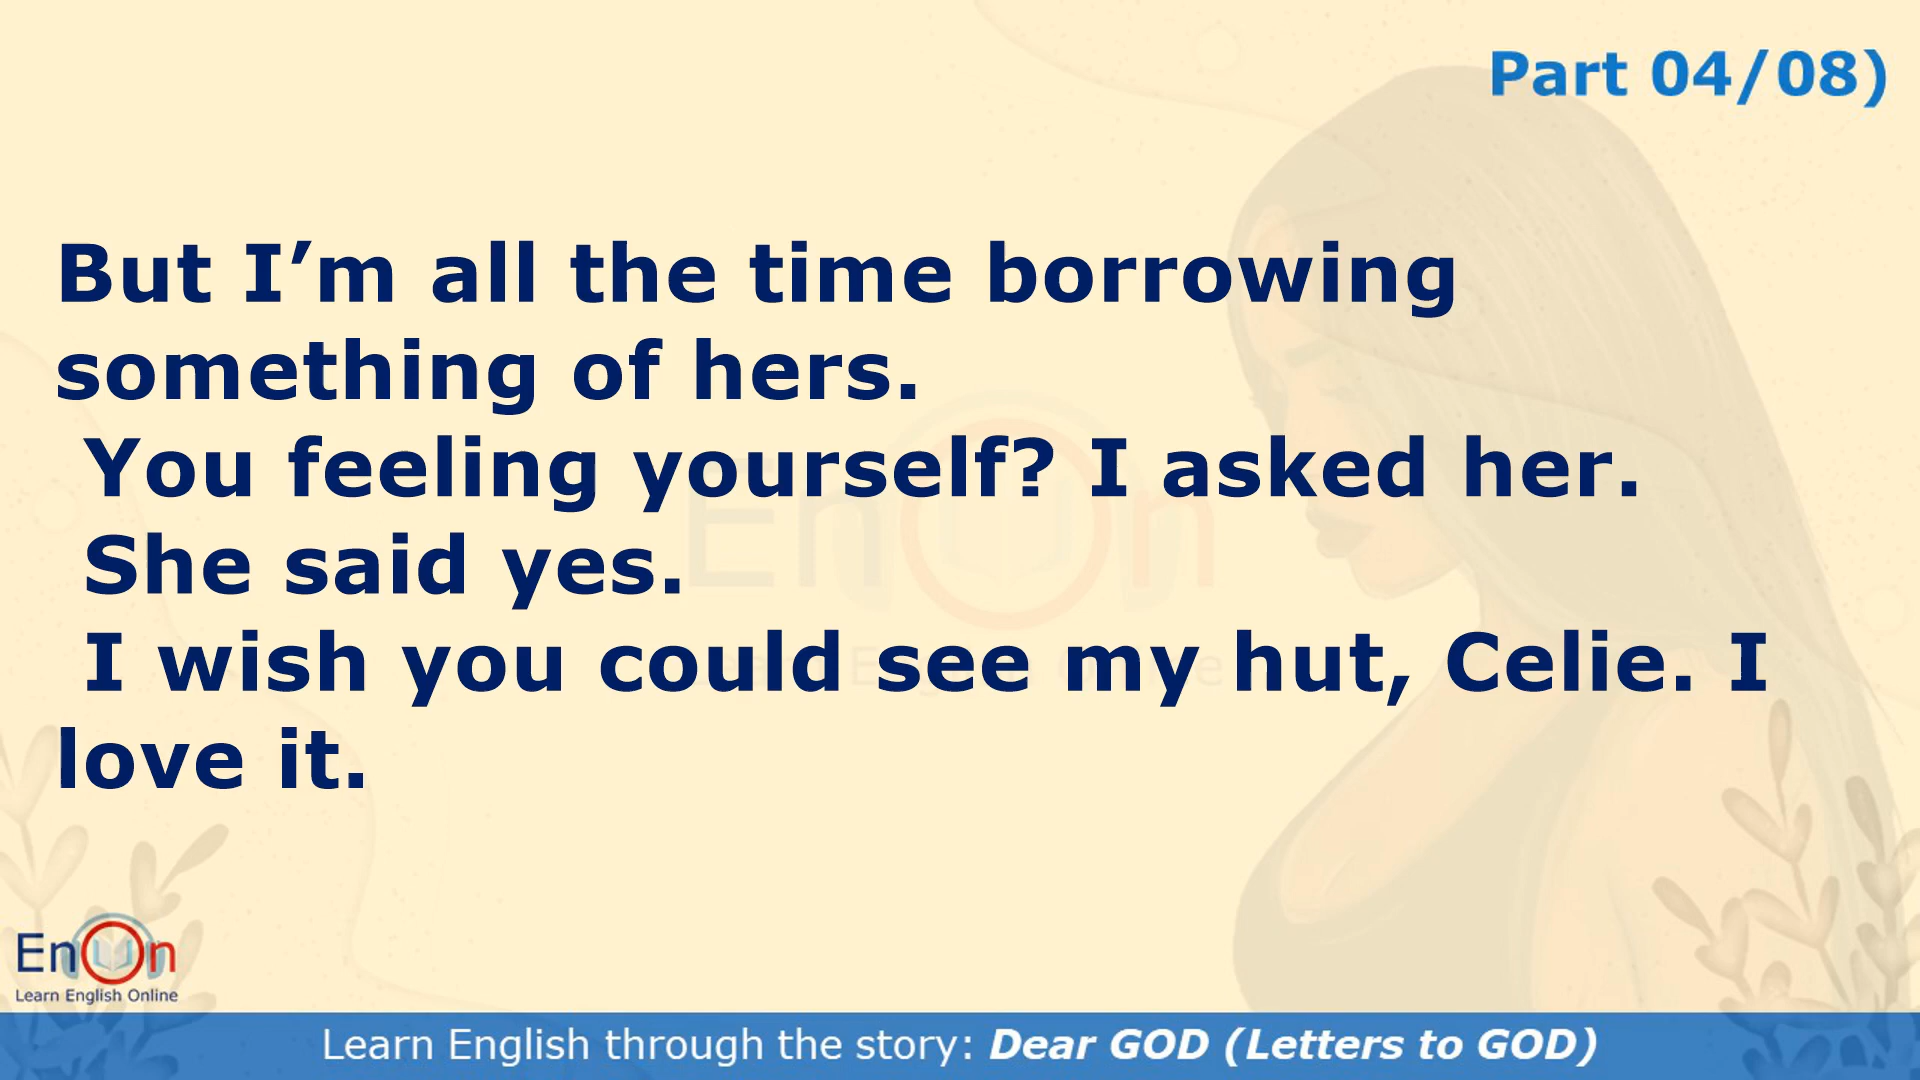 Part 04/08)
But I’m all the time borrowing
something of hers.
You feeling yourself? I asked her.
She said yes.
I wish you could see my hut, Celie. I
love it.
EnOn
Learn English Online
EnOn
Learn English through the story: Dear GOD (Letters to GOD)